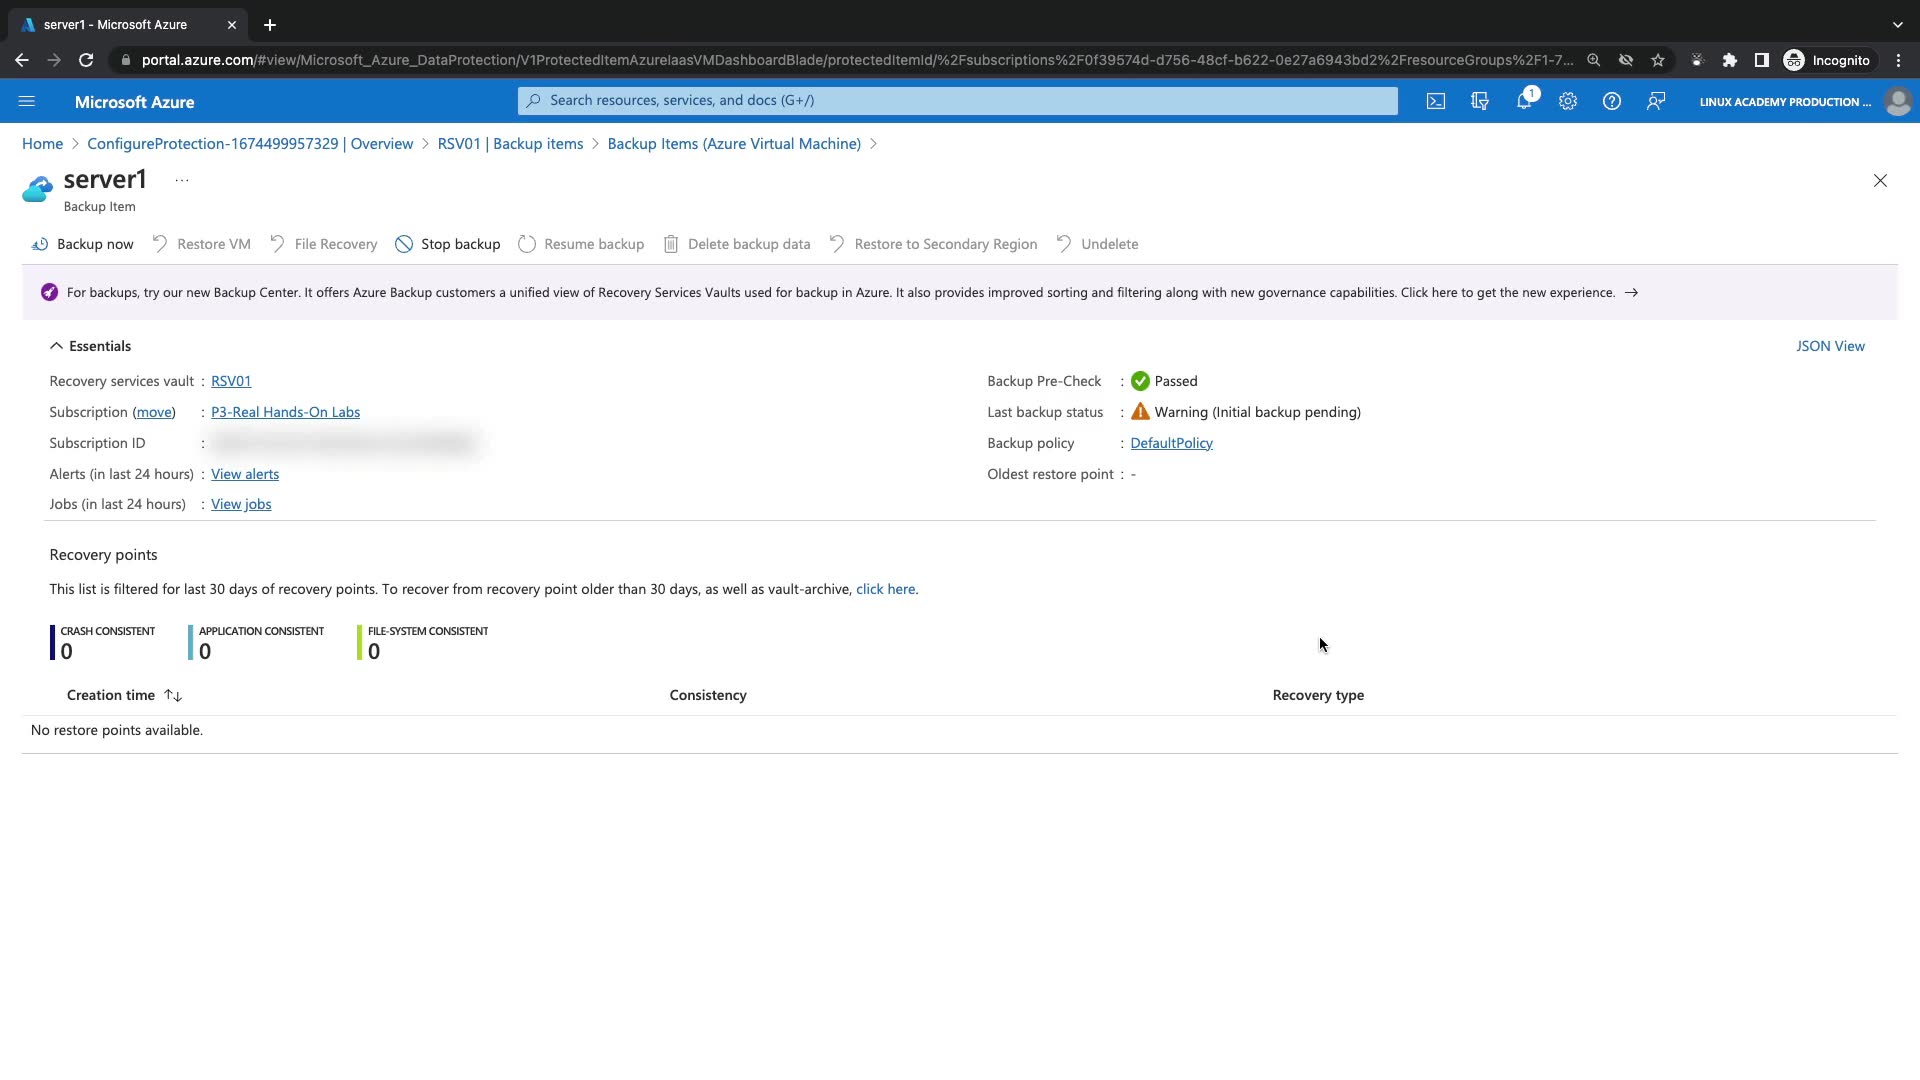 server1 - Microsoft Azure
portal.azure.com/#view/Microsoft_Azure_DataProtection/V1ProtectedItemAzureIaasVMDashboardBlade/protectedItemId/%2Fsubscriptions%2F0f39574d-d756-48cf-b622-0e27a6943bd2%2FresourceGroups%2F1-7...
Incognito
Microsoft Azure
Search resources, services, and docs (G+/)
1
LINUX ACADEMY PRODUCTION ...
Home > ConfigureProtection-1674499957329 | Overview > RSV01 | Backup items > Backup Items (Azure Virtual Machine) >
server1 ...
Backup Item
Backup now Restore VM File Recovery Stop backup Resume backup Delete backup data Restore to Secondary Region Undelete
For backups, try our new Backup Center. It offers Azure Backup customers a unified view of Recovery Services Vaults used for backup in Azure. It also provides improved sorting and filtering along with new governance capabilities. Click here to get the new experience. →
Essentials
JSON View
Recovery services vault : RSV01
Subscription (move) : P3-Real Hands-On Labs
Subscription ID :
Alerts (in last 24 hours) : View alerts
Jobs (in last 24 hours) : View jobs
Backup Pre-Check : Passed
Last backup status : Warning (Initial backup pending)
Backup policy : DefaultPolicy
Oldest restore point : -
Recovery points
This list is filtered for last 30 days of recovery points. To recover from recovery point older than 30 days, as well as vault-archive, click here.
CRASH CONSISTENT
0
APPLICATION CONSISTENT
0
FILE-SYSTEM CONSISTENT
0
Creation time ↑↓ Consistency Recovery type
No restore points available.